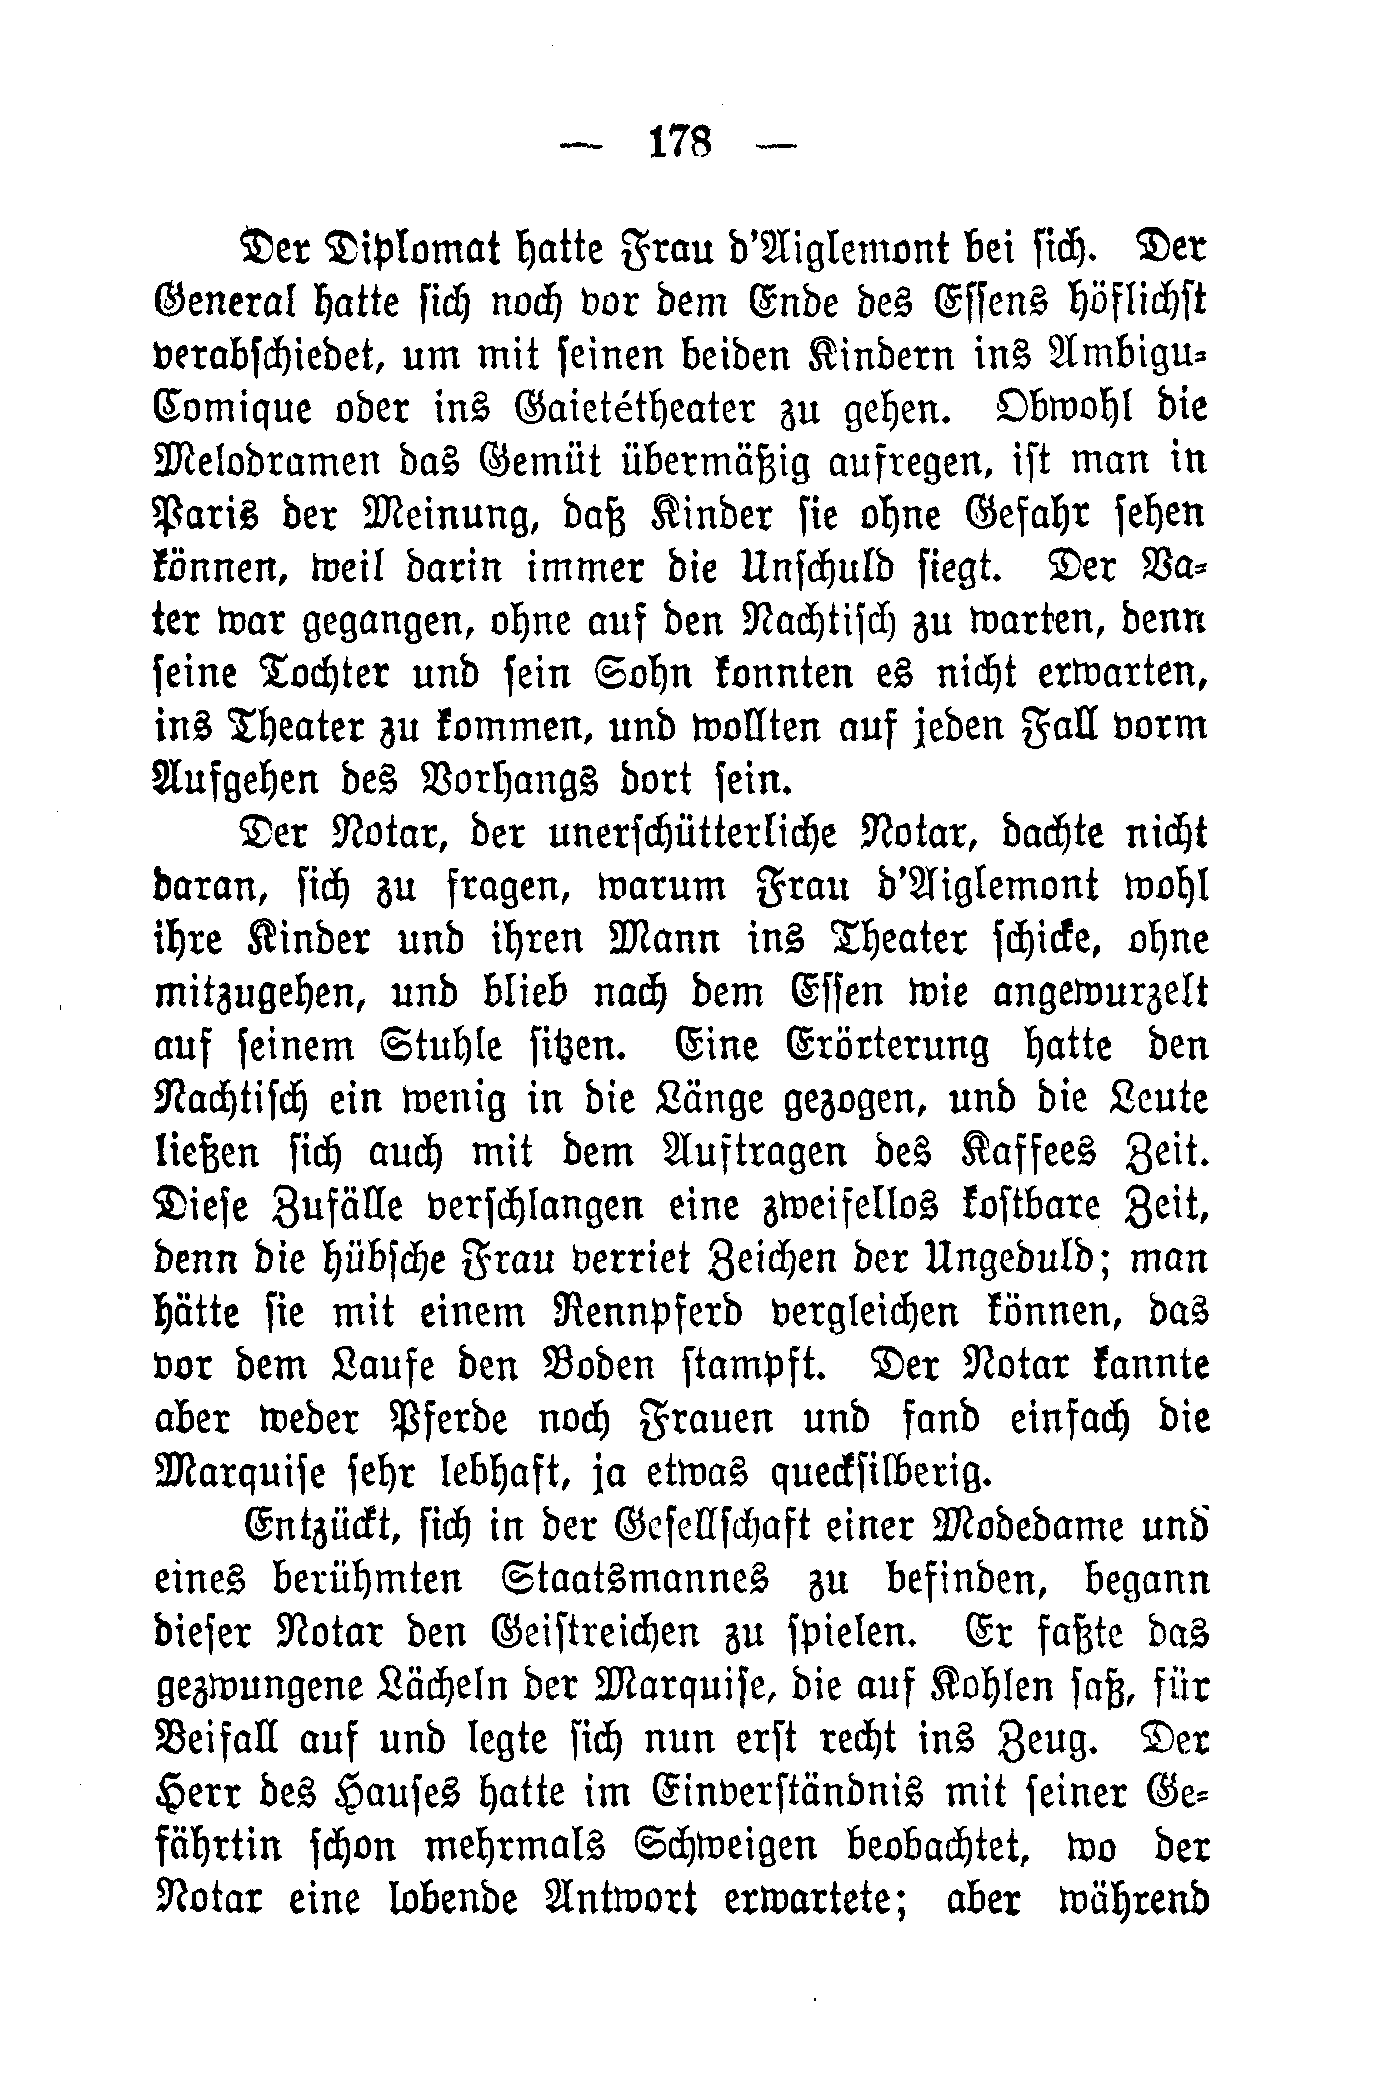 — 178 —
Der Diplomat hatte Frau d'Aiglemont bei sich. Der
General hatte sich noch vor dem Ende des Essens höflichst
verabschiedet, um mit seinen beiden Kindern ins Ambigu-
Comique oder ins Gaietétheater zu gehen. Obwohl die
Melodramen das Gemüt übermäßig aufregen, ist man in
Paris der Meinung, daß Kinder sie ohne Gefahr sehen
können, weil darin immer die Unschuld siegt. Der Va-
ter war gegangen, ohne auf den Nachtisch zu warten, denn
seine Tochter und sein Sohn konnten es nicht erwarten,
ins Theater zu kommen, und wollten auf jeden Fall vorm
Aufgehen des Vorhangs dort sein.
Der Notar, der unerschütterliche Notar, dachte nicht
daran, sich zu fragen, warum Frau d'Aiglemont wohl
ihre Kinder und ihren Mann ins Theater schicke, ohne
mitzugehen, und blieb nach dem Essen wie angewurzelt
auf seinem Stuhle sitzen. Eine Erörterung hatte den
Nachtisch ein wenig in die Länge gezogen, und die Leute
ließen sich auch mit dem Auftragen des Kaffees Zeit.
Diese Zufälle verschlangen eine zweifellos kostbare Zeit,
denn die hübsche Frau verriet Zeichen der Ungeduld; man
hätte sie mit einem Rennpferd vergleichen können, das
vor dem Laufe den Boden stampft. Der Notar kannte
aber weder Pferde noch Frauen und fand einfach die
Marquise sehr lebhaft, ja etwas quecksilberig.
Entzückt, sich in der Gesellschaft einer Modedame und
eines berühmten Staatsmannes zu befinden, begann
dieser Notar den Geistreichen zu spielen. Er faßte das
gezwungene Lächeln der Marquise, die auf Kohlen saß, für
Beifall auf und legte sich nun erst recht ins Zeug. Der
Herr des Hauses hatte im Einverständnis mit seiner Ge-
fährtin schon mehrmals Schweigen beobachtet, wo der
Notar eine lobende Antwort erwartete; aber während